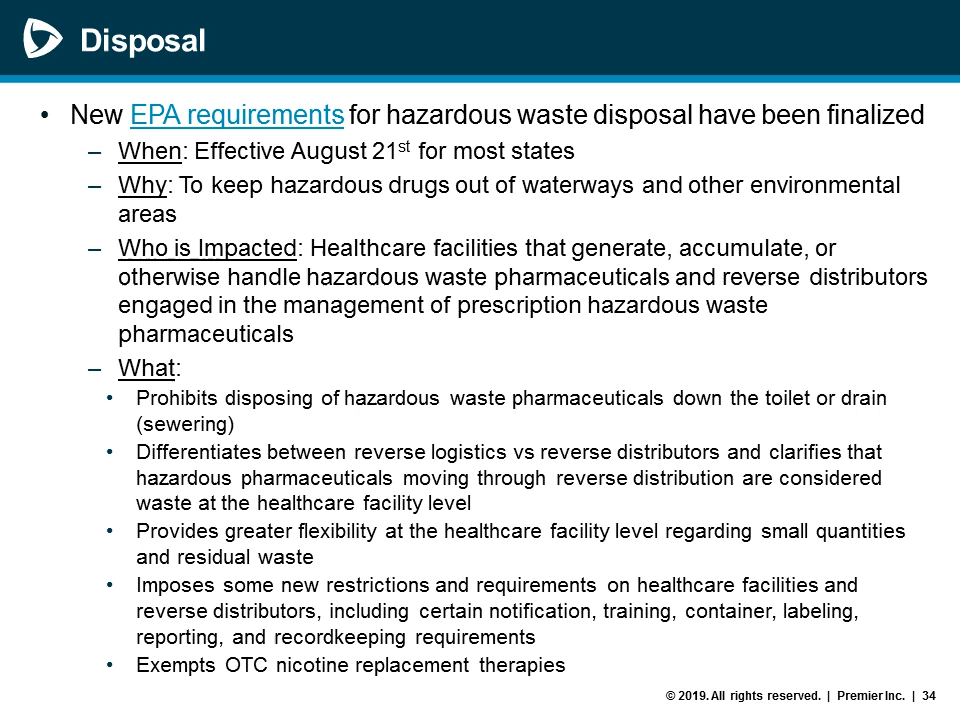 Disposal
• New EPA requirements for hazardous waste disposal have been finalized
– When: Effective August 21st for most states
– Why: To keep hazardous drugs out of waterways and other environmental
areas
– Who is Impacted: Healthcare facilities that generate, accumulate, or
otherwise handle hazardous waste pharmaceuticals and reverse distributors
engaged in the management of prescription hazardous waste
pharmaceuticals
– What:
• Prohibits disposing of hazardous waste pharmaceuticals down the toilet or drain
(sewering)
• Differentiates between reverse logistics vs reverse distributors and clarifies that
hazardous pharmaceuticals moving through reverse distribution are considered
waste at the healthcare facility level
• Provides greater flexibility at the healthcare facility level regarding small quantities
and residual waste
• Imposes some new restrictions and requirements on healthcare facilities and
reverse distributors, including certain notification, training, container, labeling,
reporting, and recordkeeping requirements
• Exempts OTC nicotine replacement therapies
© 2019. All rights reserved. | Premier Inc. | 34